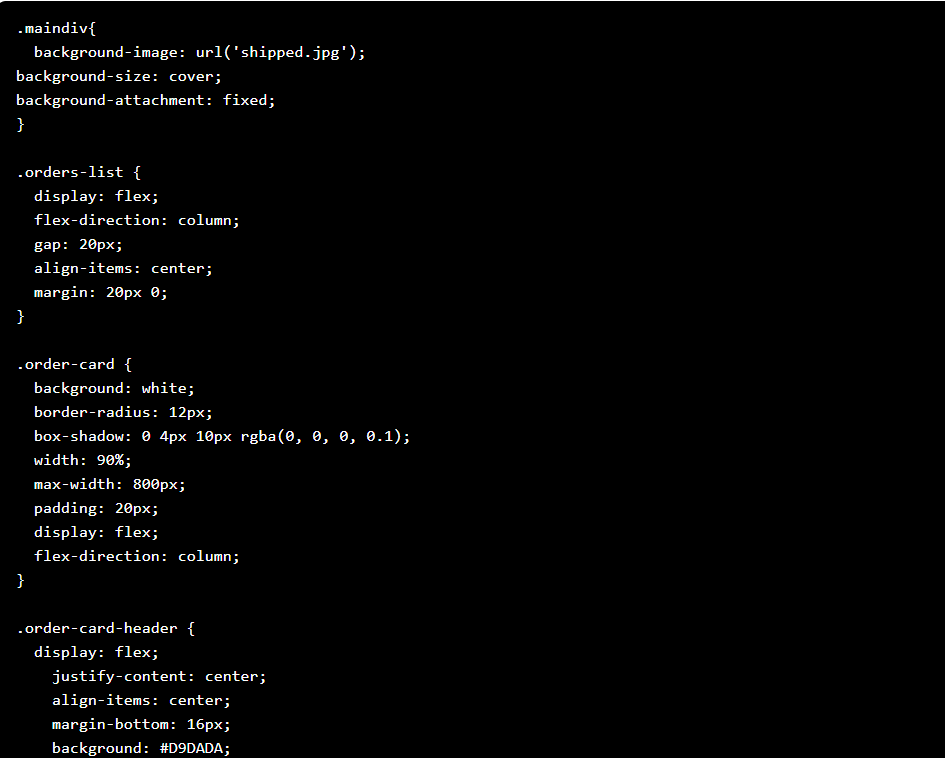 .maindiv{
  background-image: url('shipped.jpg');
background-size: cover;
background-attachment: fixed;
}

.orders-list {
  display: flex;
  flex-direction: column;
  gap: 20px;
  align-items: center;
  margin: 20px 0;
}

.order-card {
  background: white;
  border-radius: 12px;
  box-shadow: 0 4px 10px rgba(0, 0, 0, 0.1);
  width: 90%;
  max-width: 800px;
  padding: 20px;
  display: flex;
  flex-direction: column;
}

.order-card-header {
  display: flex;
    justify-content: center;
    align-items: center;
    margin-bottom: 16px;
    background: #D9DADA;